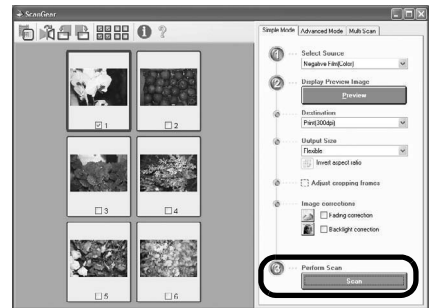 ScanGear
Simple Mode Advanced Mode Multi Scan
1 Select Source
Negative Film(Color)
2 Display Preview Image
Preview
Destination
Print(300dpi)
Output Size
Flexible
Invert aspect ratio
Adjust cropping frames
Image corrections
Fading correction
Backlight correction
3 Perform Scan
Scan
1
2
3
4
5
6